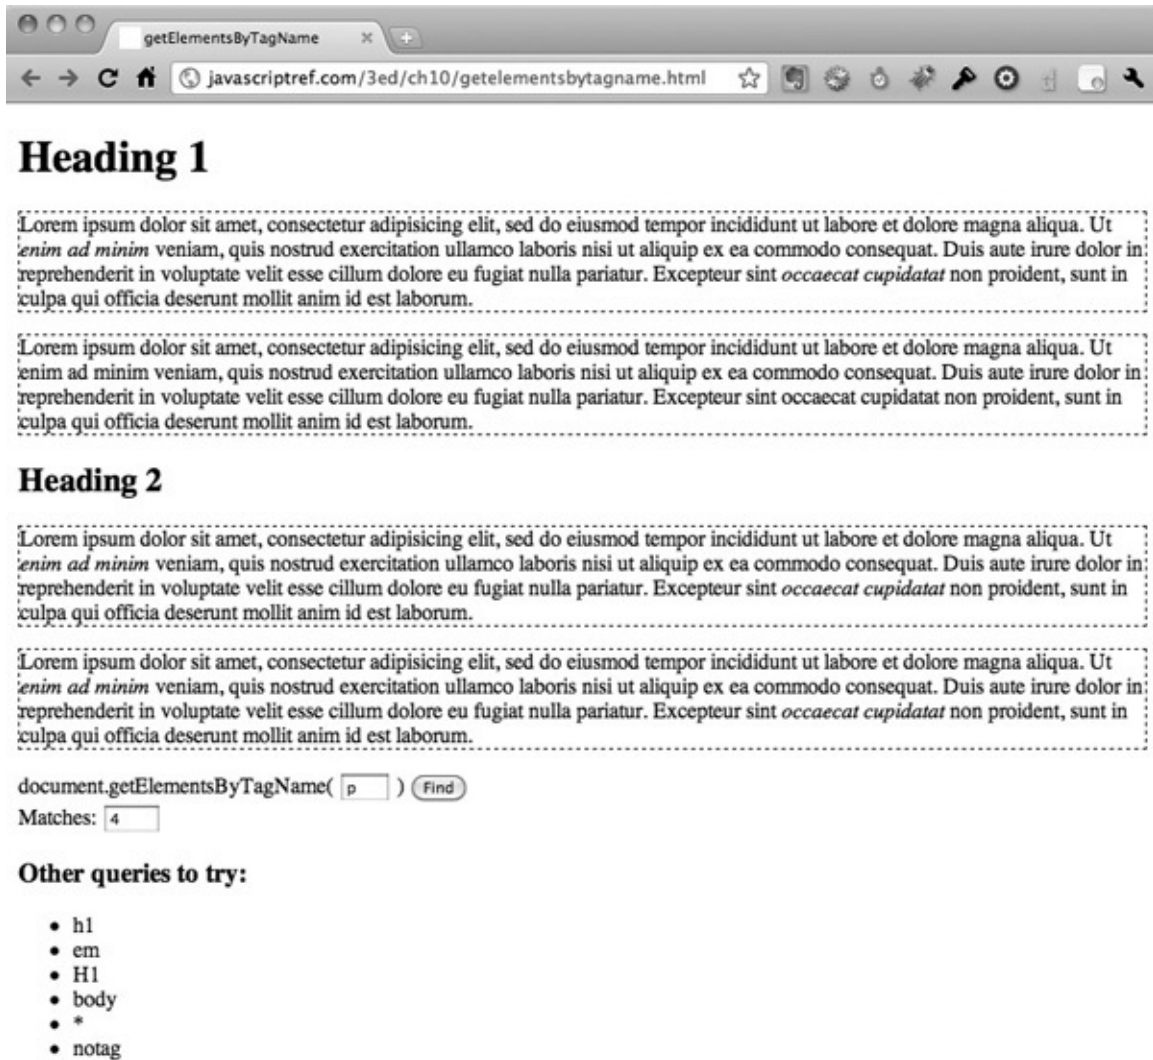 getElementsByTagName
javascriptref.com/3ed/ch10/getelementsbytagname.html
Heading 1
Lorem ipsum dolor sit amet, consectetur adipisicing elit, sed do eiusmod tempor incididunt ut labore et dolore magna aliqua. Ut
enim ad minim veniam, quis nostrud exercitation ullamco laboris nisi ut aliquip ex ea commodo consequat. Duis aute irure dolor in
reprehenderit in voluptate velit esse cillum dolore eu fugiat nulla pariatur. Excepteur sint occaecat cupidatat non proident, sunt in
culpa qui officia deserunt mollit anim id est laborum.
Lorem ipsum dolor sit amet, consectetur adipisicing elit, sed do eiusmod tempor incididunt ut labore et dolore magna aliqua. Ut
enim ad minim veniam, quis nostrud exercitation ullamco laboris nisi ut aliquip ex ea commodo consequat. Duis aute irure dolor in
reprehenderit in voluptate velit esse cillum dolore eu fugiat nulla pariatur. Excepteur sint occaecat cupidatat non proident, sunt in
culpa qui officia deserunt mollit anim id est laborum.
Heading 2
Lorem ipsum dolor sit amet, consectetur adipisicing elit, sed do eiusmod tempor incididunt ut labore et dolore magna aliqua. Ut
enim ad minim veniam, quis nostrud exercitation ullamco laboris nisi ut aliquip ex ea commodo consequat. Duis aute irure dolor in
reprehenderit in voluptate velit esse cillum dolore eu fugiat nulla pariatur. Excepteur sint occaecat cupidatat non proident, sunt in
culpa qui officia deserunt mollit anim id est laborum.
Lorem ipsum dolor sit amet, consectetur adipisicing elit, sed do eiusmod tempor incididunt ut labore et dolore magna aliqua. Ut
enim ad minim veniam, quis nostrud exercitation ullamco laboris nisi ut aliquip ex ea commodo consequat. Duis aute irure dolor in
reprehenderit in voluptate velit esse cillum dolore eu fugiat nulla pariatur. Excepteur sint occaecat cupidatat non proident, sunt in
culpa qui officia deserunt mollit anim id est laborum.
document.getElementsByTagName( p ) Find
Matches: 4
Other queries to try:
• h1
• em
• H1
• body
• *
• notag